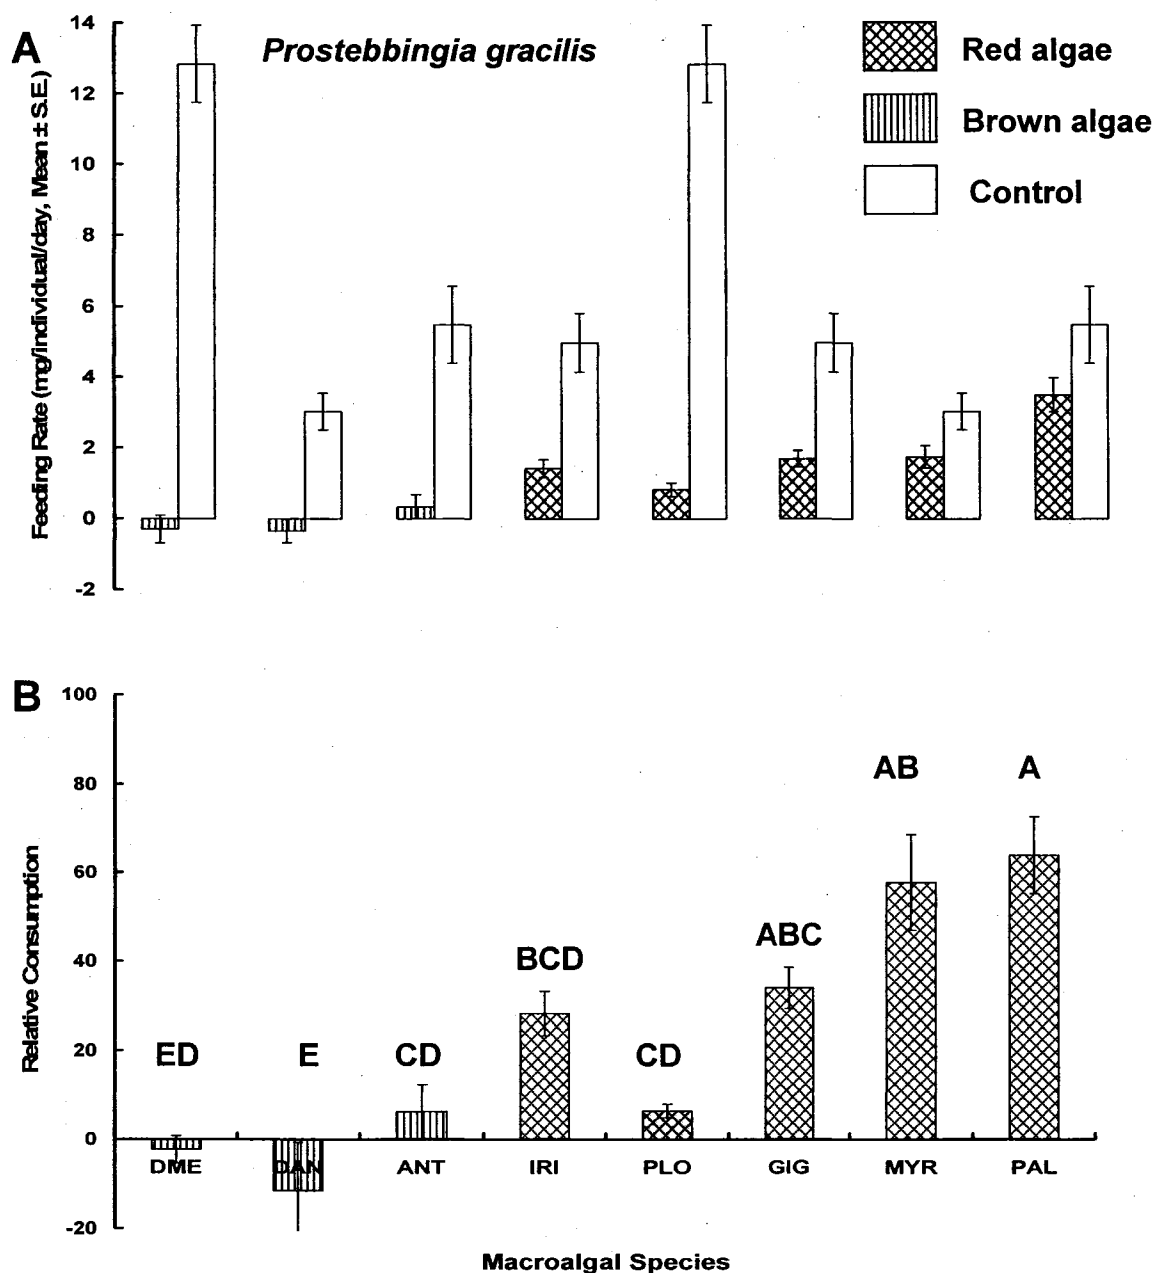 A
Prostebbingia gracilis
Red algae
Brown algae
Control
Feeding Rate (mg/individual/day, Mean ± S.E.)
14
12
10
8
6
4
2
0
-2
B
Relative Consumption
100
80
60
40
20
0
-20
ED
E
CD
BCD
CD
ABC
AB
A
DME
DAN
ANT
IRI
PLO
GIG
MYR
PAL
Macroalgal Species